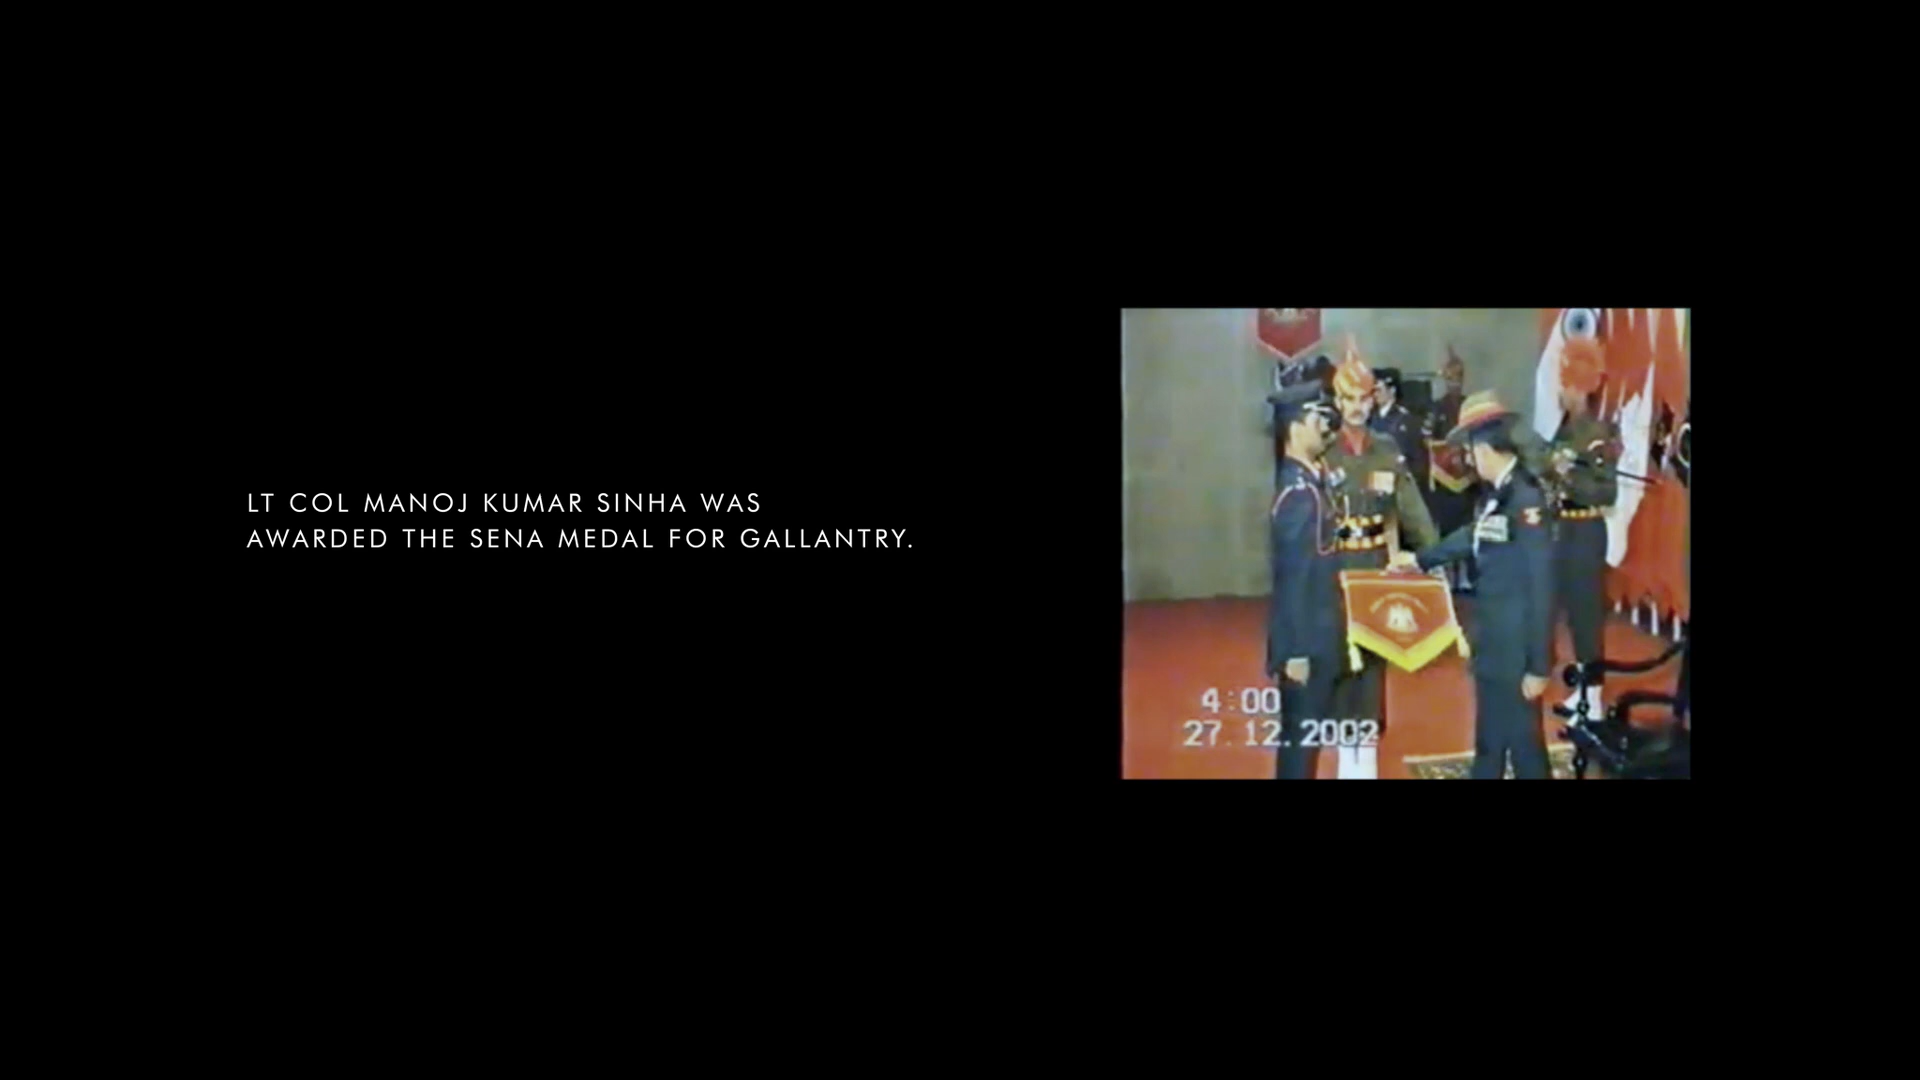 LT COL MANOJ KUMAR SINHA WAS
AWARDED THE SENA MEDAL FOR GALLANTRY.
4:00
27.12.2002